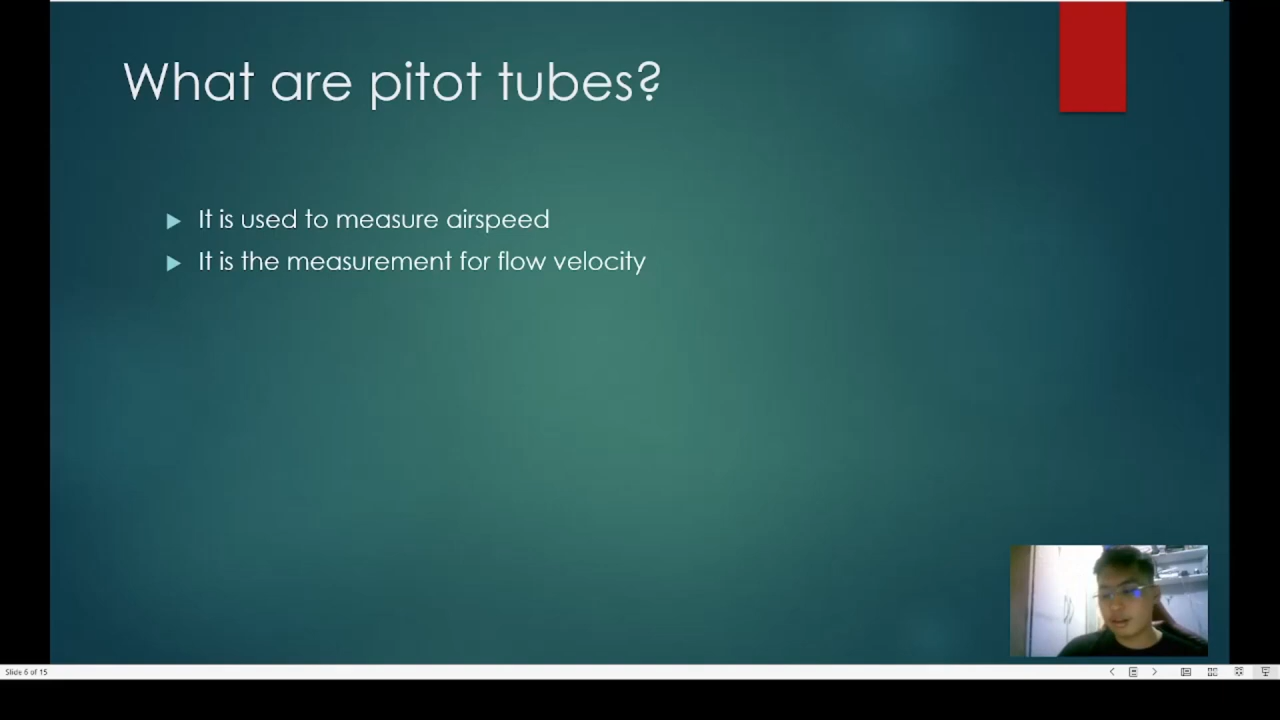 What are pitot tubes?
It is used to measure airspeed
It is the measurement for flow velocity
Slide 6 of 15